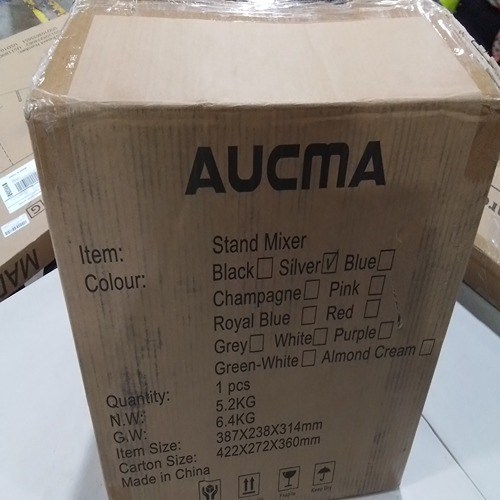 AUCMA
Item: Stand Mixer
Colour: Black Silver Blue
Champagne Pink
Royal Blue Red
Grey White Purple
Green-White Almond Cream
Quantity: 1 pcs
N.W: 5.2KG
G.W: 6.4KG
Item Size: 387X238X314mm
Carton Size: 422X272X360mm
Made in China